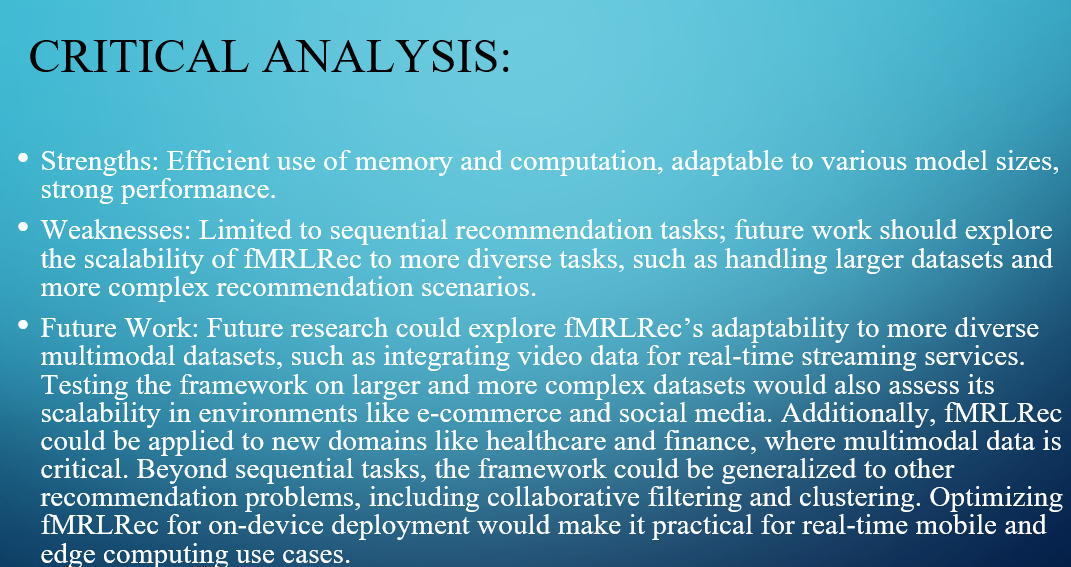 CRITICAL ANALYSIS:
• Strengths: Efficient use of memory and computation, adaptable to various model sizes,
strong performance.
• Weaknesses: Limited to sequential recommendation tasks; future work should explore
the scalability of fMRLRec to more diverse tasks, such as handling larger datasets and
more complex recommendation scenarios.
• Future Work: Future research could explore fMRLRec’s adaptability to more diverse
multimodal datasets, such as integrating video data for real-time streaming services.
Testing the framework on larger and more complex datasets would also assess its
scalability in environments like e-commerce and social media. Additionally, fMRLRec
could be applied to new domains like healthcare and finance, where multimodal data is
critical. Beyond sequential tasks, the framework could be generalized to other
recommendation problems, including collaborative filtering and clustering. Optimizing
fMRLRec for on-device deployment would make it practical for real-time mobile and
edge computing use cases.